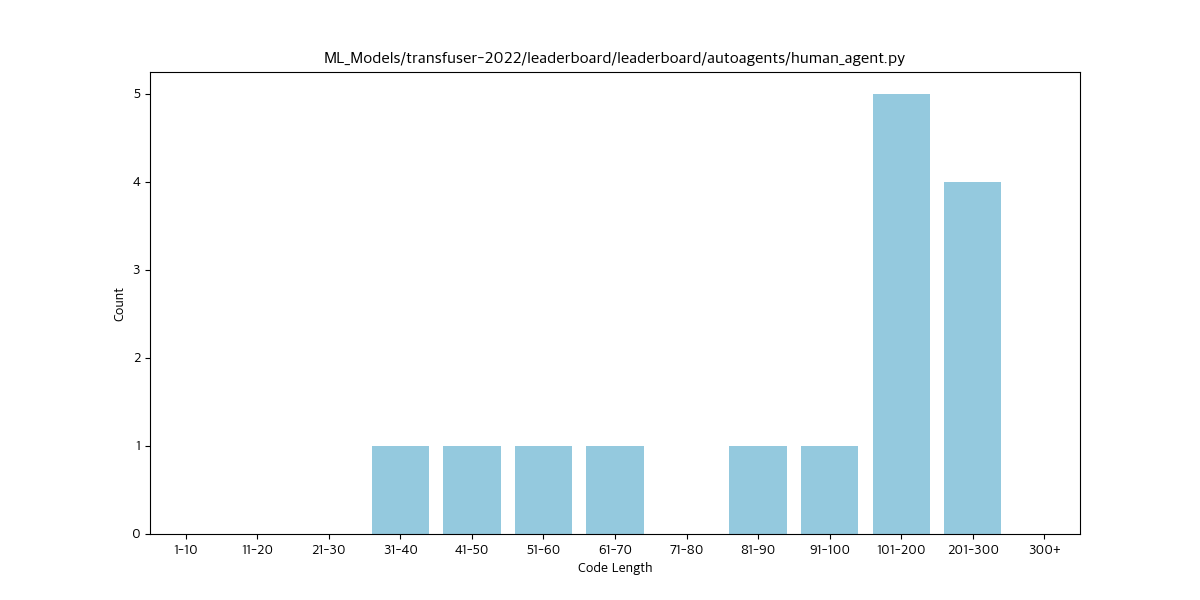 ML_Models/transfuser-2022/leaderboard/leaderboard/autoagents/human_agent.py
5
4
3
2
1
0
Count
1-10 11-20 21-30 31-40 41-50 51-60 61-70 71-80 81-90 91-100 101-200 201-300 300+
Code Length